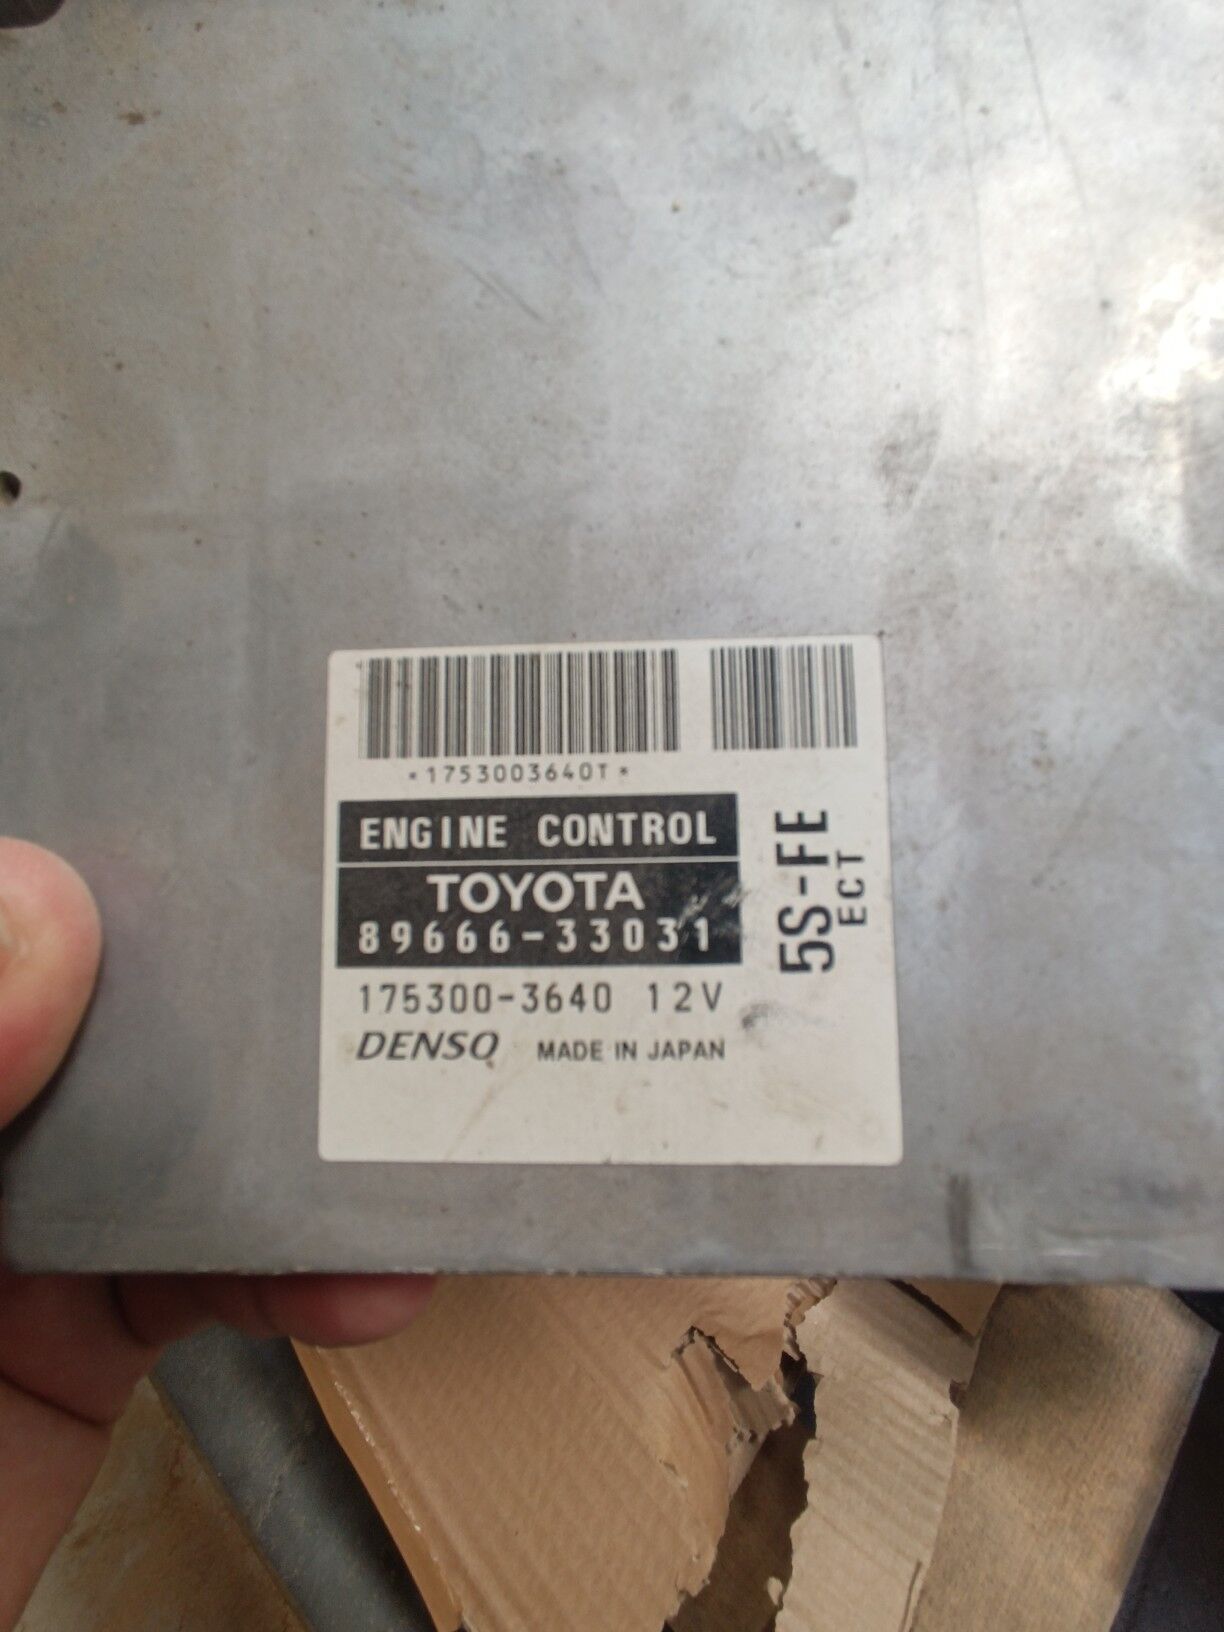 *1753003640T*
ENGINE CONTROL
TOYOTA
89666-33031
175300-3640 12V
DENSO MADE IN JAPAN
5S-FE
ECT